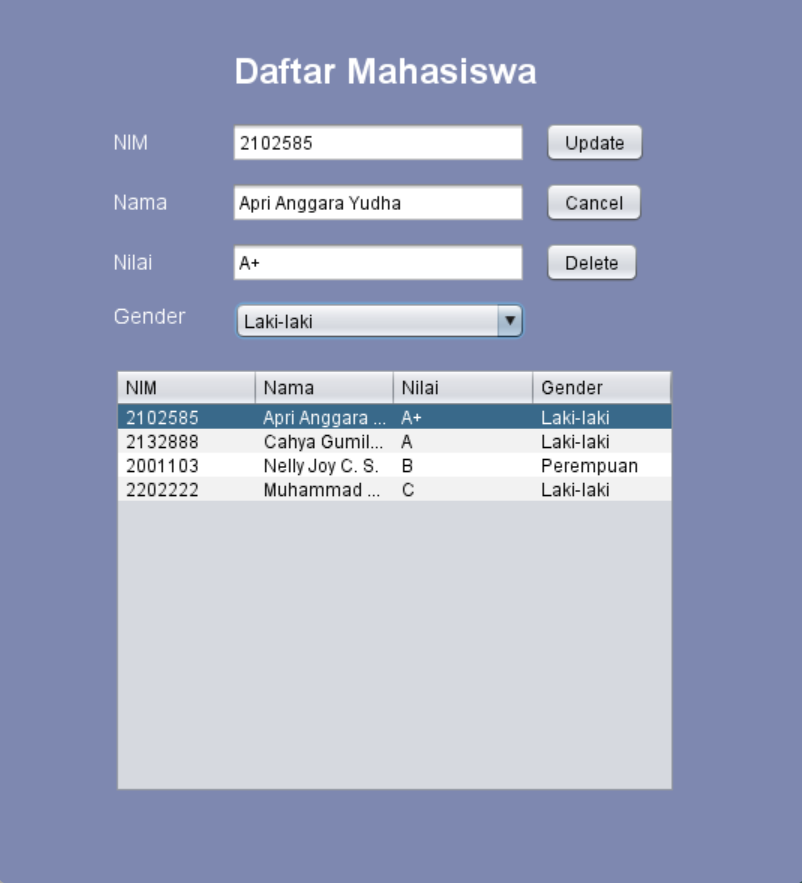 Daftar Mahasiswa
NIM 2102585 Update
Nama Apri Anggara Yudha Cancel
Nilai A+ Delete
Gender Laki-laki
NIM Nama Nilai Gender
2102585 Apri Anggara ... A+ Laki-laki
2132888 Cahya Gumil... A Laki-laki
2001103 Nelly Joy C. S. B Perempuan
2202222 Muhammad ... C Laki-laki